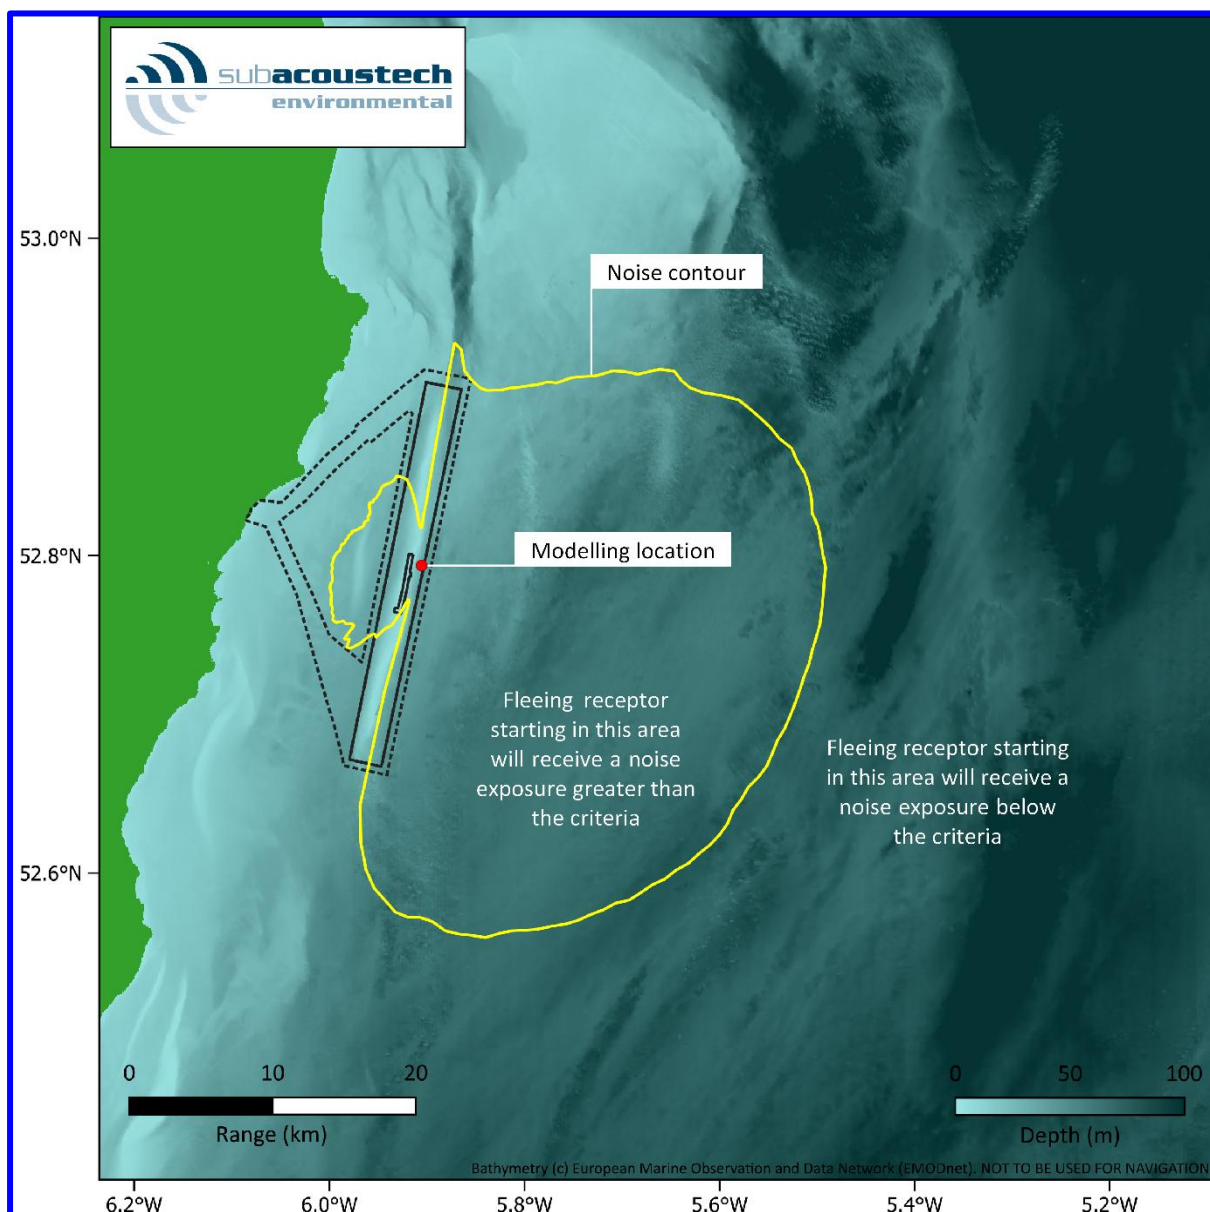 subacoustech
environmental
53.0°N
Noise contour
52.8°N
Modelling location
Fleeing receptor
starting in this area
will receive a noise
exposure greater than
the criteria
Fleeing receptor starting
in this area will receive a
noise exposure below
the criteria
52.6°N
0 10 20
Range (km)
0 50 100
Depth (m)
Bathymetry (c) European Marine Observation and Data Network (EMODnet). NOT TO BE USED FOR NAVIGATION
6.2°W 6.0°W 5.8°W 5.6°W 5.4°W 5.2°W